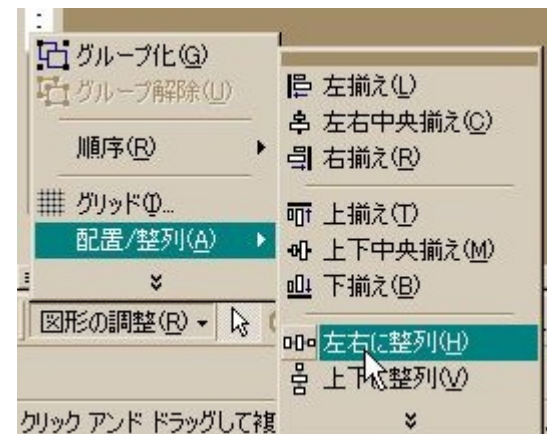 グループ化(G)
グループ解除(U)
順序(R)
グリッド(I)...
配置/整列(A)
図形の調整(R)
クリック アンド ドラッグして複
左揃え(L)
左右中央揃え(C)
右揃え(R)
上揃え(T)
上下中央揃え(M)
下揃え(B)
左右に整列(H)
上下に整列(V)